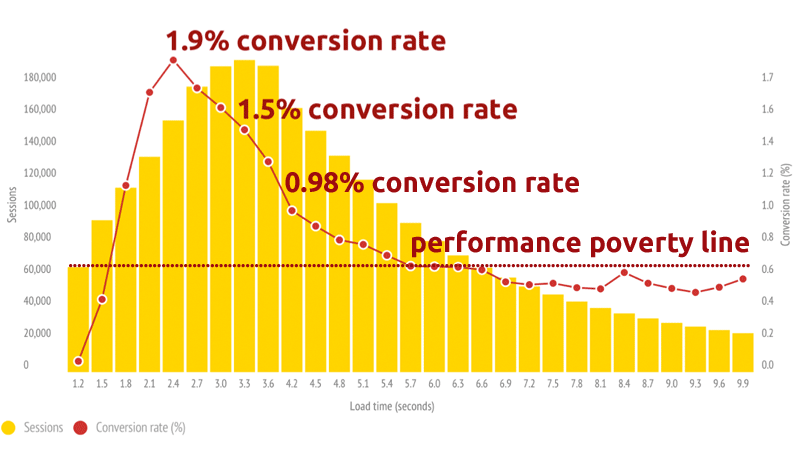 1.9% conversion rate
180,000
1.7
160,000
1.6
1.5% conversion rate
140,000
1.4
120,000
1.2
0.98% conversion rate
100,000
1.0
Sessions
Conversion rate (%)
80,000
0.8
performance poverty line
60,000
0.6
40,000
0.4
20,000
0.2
0
0.0
1.2 1.5 1.8 2.1 2.4 2.7 3.0 3.3 3.6 4.2 4.5 4.8 5.1 5.4 5.7 6.0 6.3 6.6 6.9 7.2 7.5 7.8 8.1 8.4 8.7 9.0 9.3 9.6 9.9
Load time (seconds)
Sessions Conversion rate (%)